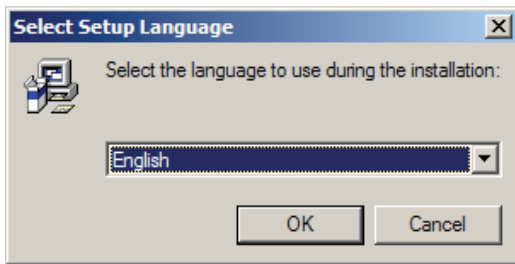 Select Setup Language
Select the language to use during the installation:
English
OK
Cancel